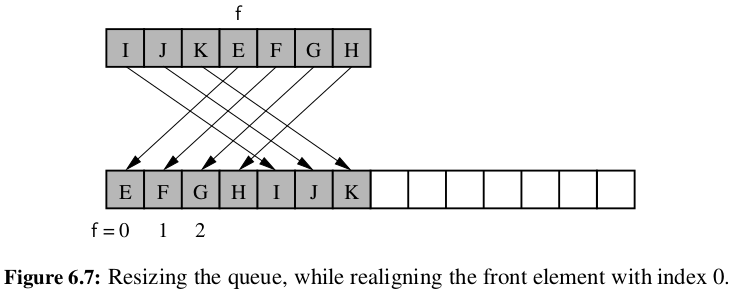 f
I J K E F G H
E F G H I J K
f = 0 1 2
Figure 6.7: Resizing the queue, while realigning the front element with index 0.